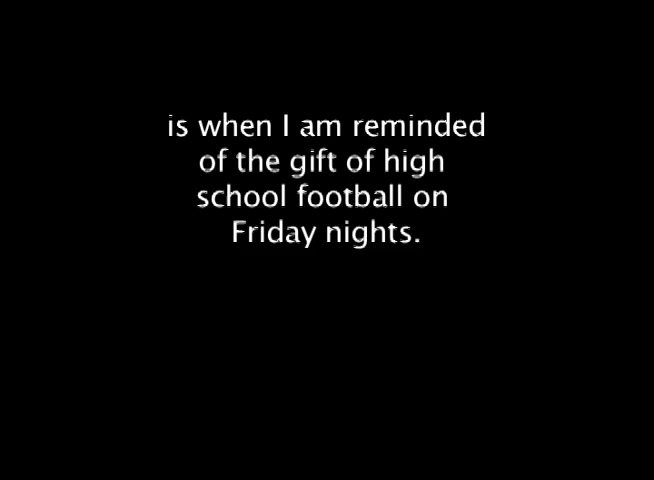 is when I am reminded
of the gift of high
school football on
Friday nights.